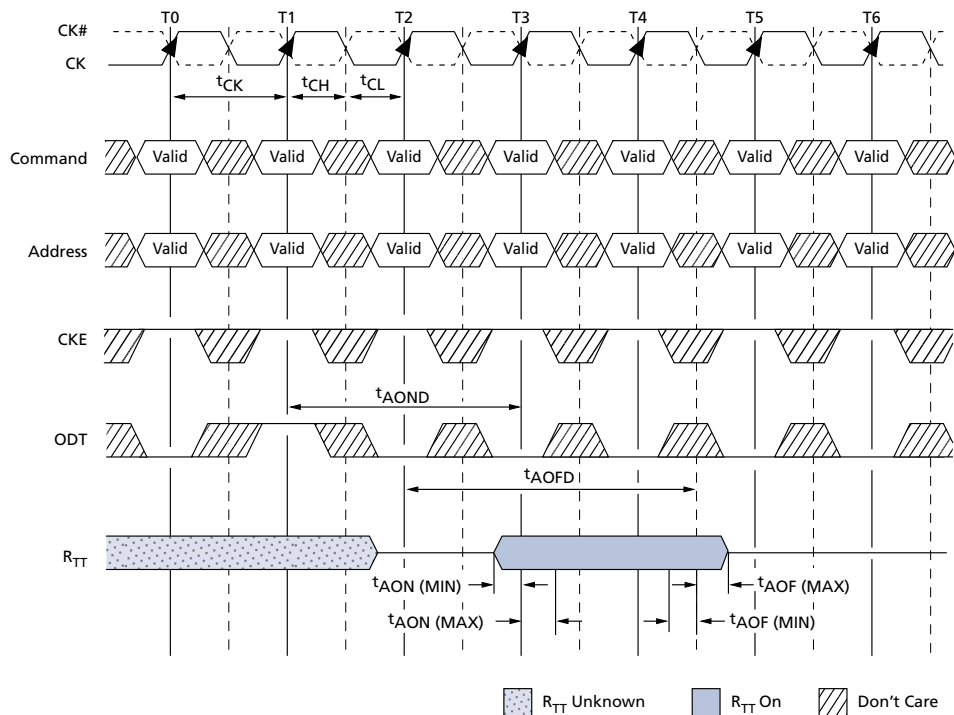 T0 T1 T2 T3 T4 T5 T6
CK#
CK
tCK tCH tCL
Command Valid Valid Valid Valid Valid Valid Valid
Address Valid Valid Valid Valid Valid Valid Valid
CKE
tAOND
ODT
tAOFD
RTT
tAON (MIN) tAOF (MAX)
tAON (MAX) tAOF (MIN)
RTT Unknown RTT On Don't Care